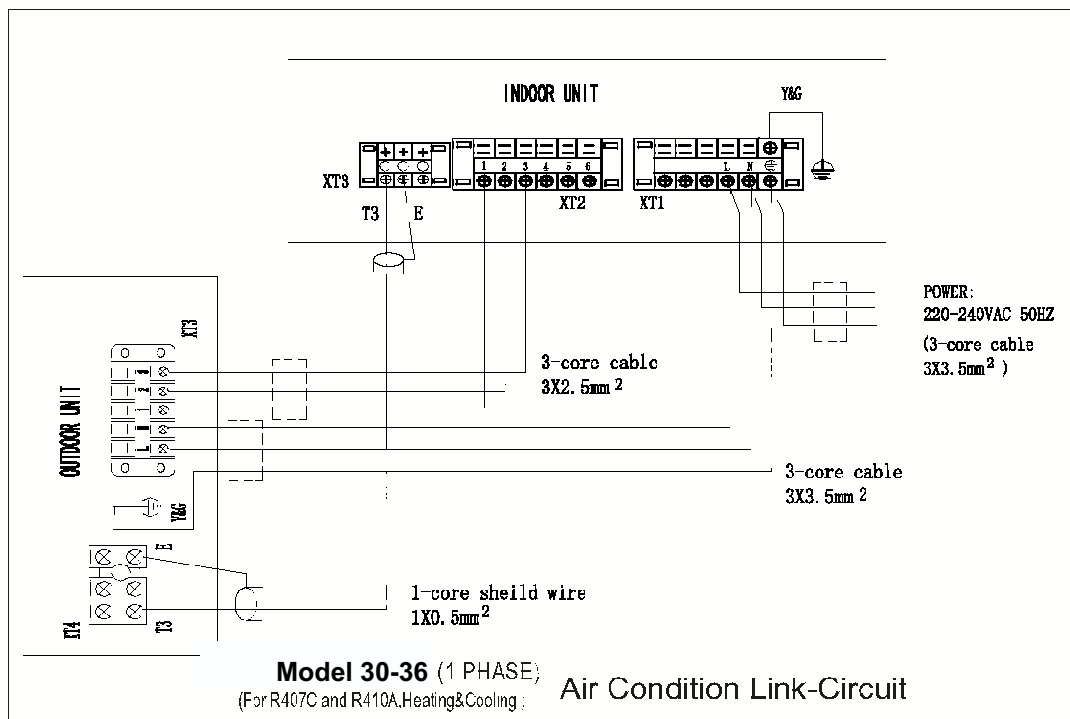 INDOOR UNIT
Y&G
1 2 3 4 5 6
L N
XT3
XT2
XT1
T3
E
XT3
POWER:
220-240VAC 50HZ
(3-core cable
3X3.5mm2 )
3-core cable
3X2.5mm2
OUTDOOR UNIT
3-core cable
3X3.5mm2
Y&G
E
1-core sheild wire
1X0.5mm2
XT4
T3
Model 30-36 (1 PHASE)
(For R407C and R410A,Heating&Cooling ;
Air Condition Link-Circuit